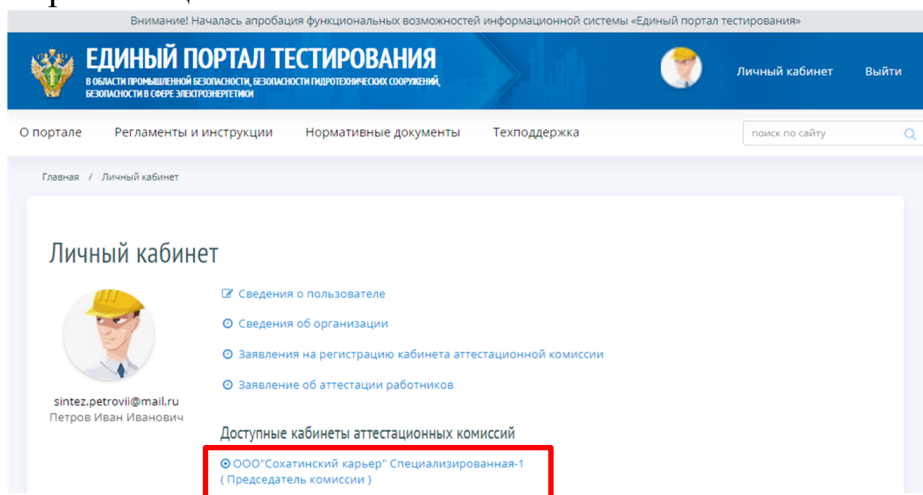 Внимание! Началась апробация функциональных возможностей информационной системы «Единый портал тестирования»
ЕДИНЫЙ ПОРТАЛ ТЕСТИРОВАНИЯ
В ОБЛАСТИ ПРОМЫШЛЕННОЙ БЕЗОПАСНОСТИ, БЕЗОПАСНОСТИ ГИДРОТЕХНИЧЕСКИХ СООРУЖЕНИЙ,
БЕЗОПАСНОСТИ В СФЕРЕ ЭЛЕКТРОЭНЕРГЕТИКИ
Личный кабинет Выйти
О портале Регламенты и инструкции Нормативные документы Техподдержка поиск по сайту
Главная / Личный кабинет
Личный кабинет
Сведения о пользователе
Сведения об организации
Заявления на регистрацию кабинета аттестационной комиссии
Заявление об аттестации работников
sintez.petrovii@mail.ru
Петров Иван Иванович
Доступные кабинеты аттестационных комиссий
ООО"Сохатинский карьер" Специализированная-1
( Председатель комиссии )